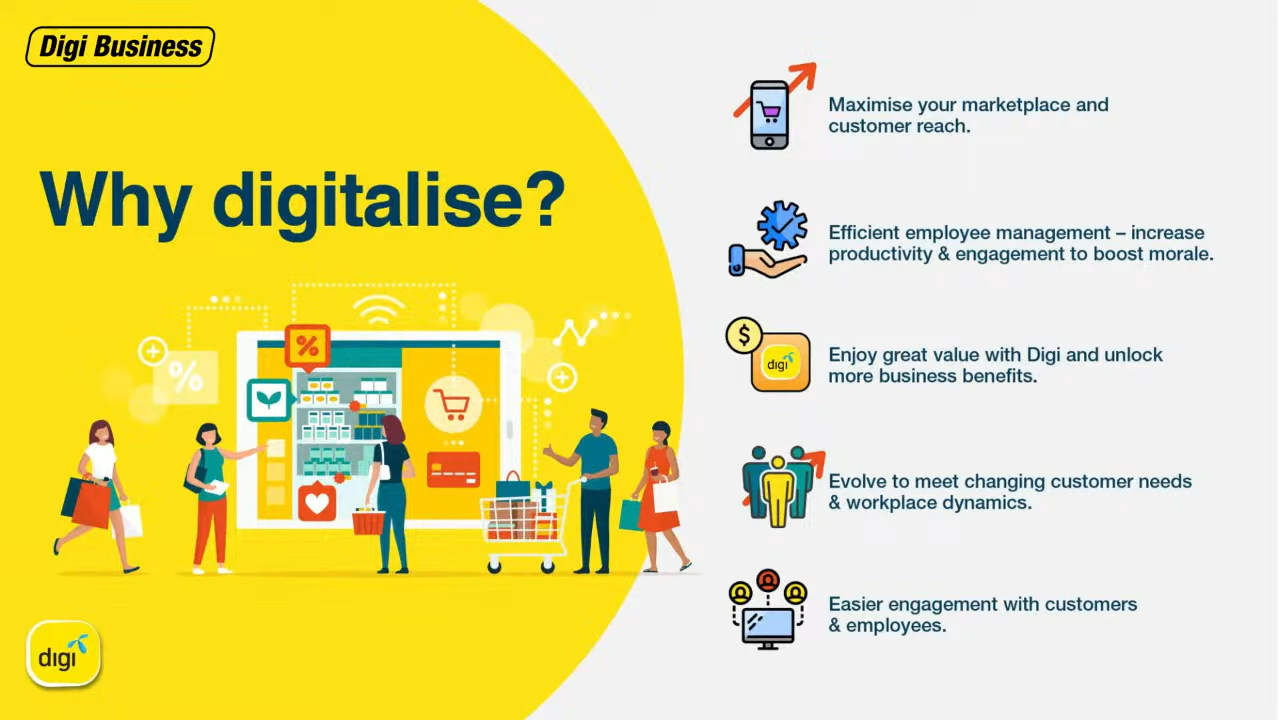 Digi Business
Why digitalise?
%
%
digi
Maximise your marketplace and
customer reach.
Efficient employee management – increase
productivity & engagement to boost morale.
$
digi
Enjoy great value with Digi and unlock
more business benefits.
Evolve to meet changing customer needs
& workplace dynamics.
Easier engagement with customers
& employees.